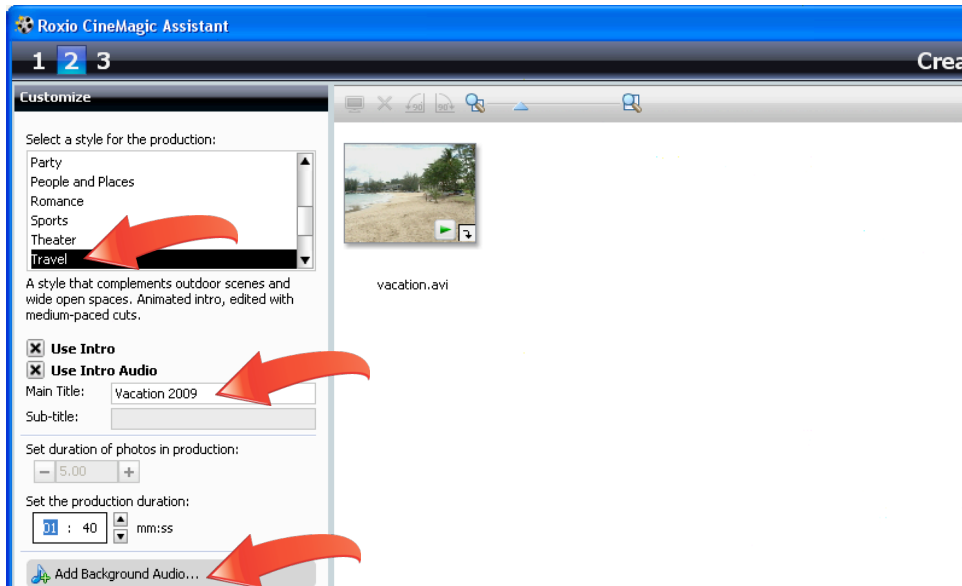 Roxio CineMagic Assistant
1 2 3
Crea
Customize
Select a style for the production:
Party
People and Places
Romance
Sports
Theater
Travel
A style that complements outdoor scenes and
wide open spaces. Animated intro, edited with
medium-paced cuts.
Use Intro
Use Intro Audio
Main Title: Vacation 2009
Sub-title:
Set duration of photos in production:
5.00
Set the production duration:
01 : 40 mm:ss
Add Background Audio...
90 90
vacation.avi